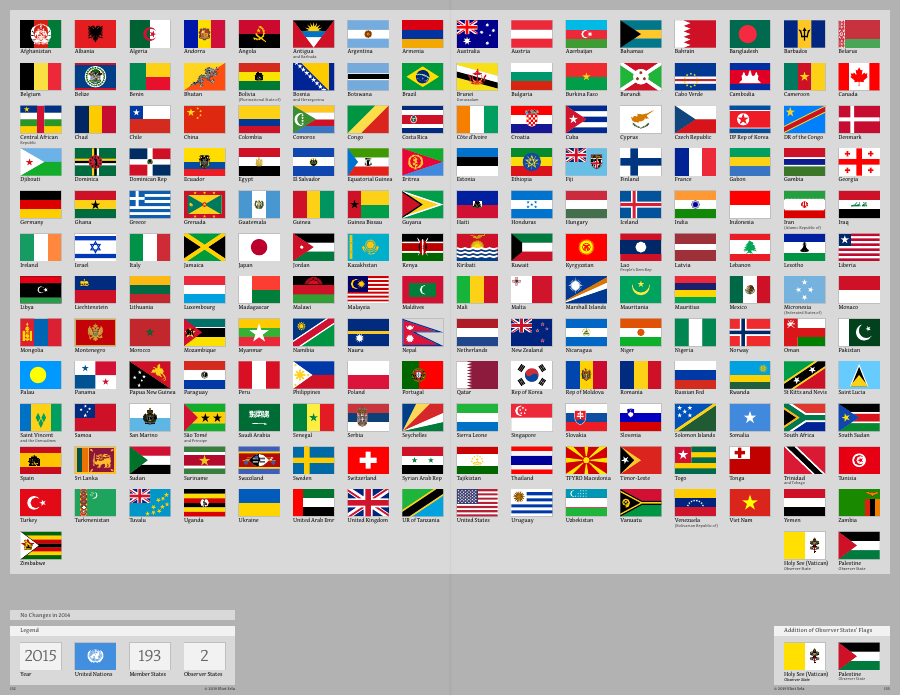 Afghanistan Albania Algeria Andorra Angola Antigua and Barbuda Argentina Armenia Australia Austria Azerbaijan Bahamas Bahrain Bangladesh Barbados Belarus
Belgium Belize Benin Bhutan Bolivia (Plurinational State of) Bosnia and Herzegovina Botswana Brazil Brunei Darussalam Bulgaria Burkina Faso Burundi Cabo Verde Cambodia Cameroon Canada
Central African Republic Chad Chile China Colombia Comoros Congo Costa Rica Côte d'Ivoire Croatia Cuba Cyprus Czech Republic DP Rep of Korea DR of the Congo Denmark
Djibouti Dominica Dominican Rep Ecuador Egypt El Salvador Equatorial Guinea Eritrea Estonia Ethiopia Fiji Finland France Gabon Gambia Georgia
Germany Ghana Greece Grenada Guatemala Guinea Guinea Bissau Guyana Haiti Honduras Hungary Iceland India Indonesia Iran (Islamic Republic of) Iraq
Ireland Israel Italy Jamaica Japan Jordan Kazakhstan Kenya Kiribati Kuwait Kyrgyzstan Lao People's Dem Rep Latvia Lebanon Lesotho Liberia
Libya Liechtenstein Lithuania Luxembourg Madagascar Malawi Malaysia Maldives Mali Malta Marshall Islands Mauritania Mauritius Mexico Micronesia (Federated States of) Monaco
Mongolia Montenegro Morocco Mozambique Myanmar Namibia Nauru Nepal Netherlands New Zealand Nicaragua Niger Nigeria Norway Oman Pakistan
Palau Panama Papua New Guinea Paraguay Peru Philippines Poland Portugal Qatar Rep of Korea Rep of Moldova Romania Russian Fed Rwanda St Kitts and Nevis Saint Lucia
Saint Vincent and the Grenadines Samoa San Marino São Tomé and Principe Saudi Arabia Senegal Serbia Seychelles Sierra Leone Singapore Slovakia Slovenia Solomon Islands Somalia South Africa South Sudan
Spain Sri Lanka Sudan Suriname Swaziland Sweden Switzerland Syrian Arab Rep Tajikistan Thailand TFYRO Macedonia Timor-Leste Togo Tonga Trinidad and Tobago Tunisia
Turkey Turkmenistan Tuvalu Uganda Ukraine United Arab Emr United Kingdom UR of Tanzania United States Uruguay Uzbekistan Vanuatu Venezuela (Bolivarian Republic of) Viet Nam Yemen Zambia
Zimbabwe Holy See (Vatican) Observer State Palestine Observer State
No Changes in 2014
Legend Addition of Observer States' Flags
2015 193 2
Year United Nations Member States Observer States Holy See (Vatican) Observer State Palestine Observer State